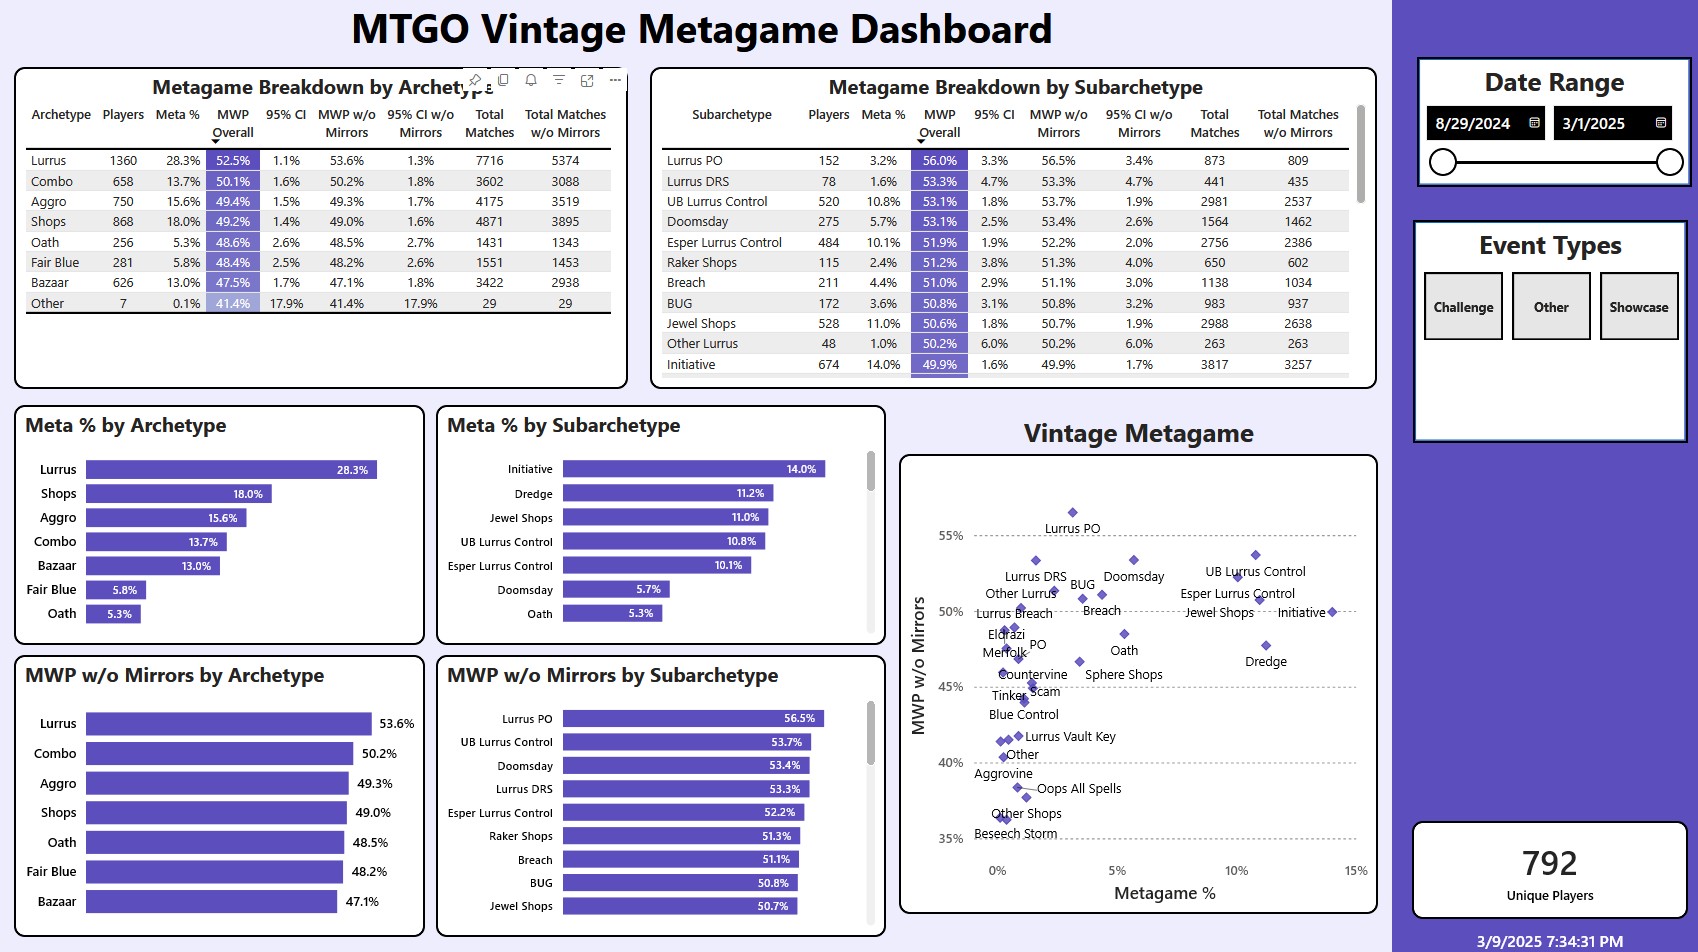 MTGO Vintage Metagame Dashboard
Metagame Breakdown by Archetype
Archetype Players Meta % MWP Overall 95% CI MWP w/o Mirrors 95% CI w/o Mirrors Total Matches Total Matches w/o Mirrors
Lurrus 1360 28.3% 52.5% 1.1% 53.6% 1.3% 7716 5374
Combo 658 13.7% 50.1% 1.6% 50.2% 1.8% 3602 3088
Aggro 750 15.6% 49.4% 1.5% 49.3% 1.7% 4175 3519
Shops 868 18.0% 49.2% 1.4% 49.0% 1.6% 4871 3895
Oath 256 5.3% 48.6% 2.6% 48.5% 2.7% 1431 1343
Fair Blue 281 5.8% 48.4% 2.5% 48.2% 2.6% 1551 1453
Bazaar 626 13.0% 47.5% 1.7% 47.1% 1.8% 3422 2938
Other 7 0.1% 41.4% 17.9% 41.4% 17.9% 29 29
Metagame Breakdown by Subarchetype
Subarchetype Players Meta % MWP Overall 95% CI MWP w/o Mirrors 95% CI w/o Mirrors Total Matches Total Matches w/o Mirrors
Lurrus PO 152 3.2% 56.0% 3.3% 56.5% 3.4% 873 809
Lurrus DRS 78 1.6% 53.3% 4.7% 53.3% 4.7% 441 435
UB Lurrus Control 520 10.8% 53.1% 1.8% 53.7% 1.9% 2981 2537
Doomsday 275 5.7% 53.1% 2.5% 53.4% 2.6% 1564 1462
Esper Lurrus Control 484 10.1% 51.9% 1.9% 52.2% 2.0% 2756 2386
Raker Shops 115 2.4% 51.2% 3.8% 51.3% 4.0% 650 602
Breach 211 4.4% 51.0% 2.9% 51.1% 3.0% 1138 1034
BUG 172 3.6% 50.8% 3.1% 50.8% 3.2% 983 937
Jewel Shops 528 11.0% 50.6% 1.8% 50.7% 1.9% 2988 2638
Other Lurrus 48 1.0% 50.2% 6.0% 50.2% 6.0% 263 263
Initiative 674 14.0% 49.9% 1.6% 49.9% 1.7% 3817 3257
Date Range
8/29/2024 3/1/2025
Event Types
Challenge Other Showcase
Meta % by Archetype
Lurrus 28.3%
Shops 18.0%
Aggro 15.6%
Combo 13.7%
Bazaar 13.0%
Fair Blue 5.8%
Oath 5.3%
Meta % by Subarchetype
Initiative 14.0%
Dredge 11.2%
Jewel Shops 11.0%
UB Lurrus Control 10.8%
Esper Lurrus Control 10.1%
Doomsday 5.7%
Oath 5.3%
MWP w/o Mirrors by Archetype
Lurrus 53.6%
Combo 50.2%
Aggro 49.3%
Shops 49.0%
Oath 48.5%
Fair Blue 48.2%
Bazaar 47.1%
MWP w/o Mirrors by Subarchetype
Lurrus PO 56.5%
UB Lurrus Control 53.7%
Doomsday 53.4%
Lurrus DRS 53.3%
Esper Lurrus Control 52.2%
Raker Shops 51.3%
Breach 51.1%
BUG 50.8%
Jewel Shops 50.7%
Vintage Metagame
MWP w/o Mirrors
55%
50%
45%
40%
35%
Lurrus PO
UB Lurrus Control
Lurrus DRS BUG Doomsday
Other Lurrus Esper Lurrus Control
Lurrus Breach Breach Jewel Shops Initiative
Eldrazi
Merfolk PO Oath
Dredge
Countervine Sphere Shops
Tinker Scam
Blue Control
Lurrus Vault Key
Other
Aggrovine
Oops All Spells
Other Shops
Beseech Storm
0% 5% 10% 15%
Metagame %
792
Unique Players
3/9/2025 7:34:31 PM